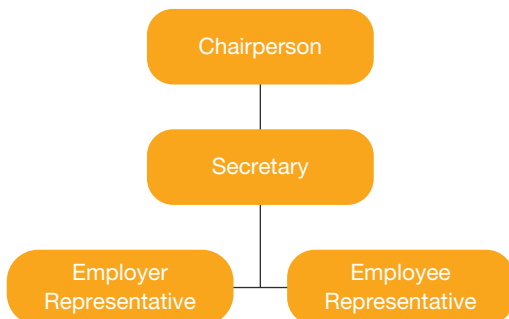 Chairperson
Secretary
Employer
Representative
Employee
Representative